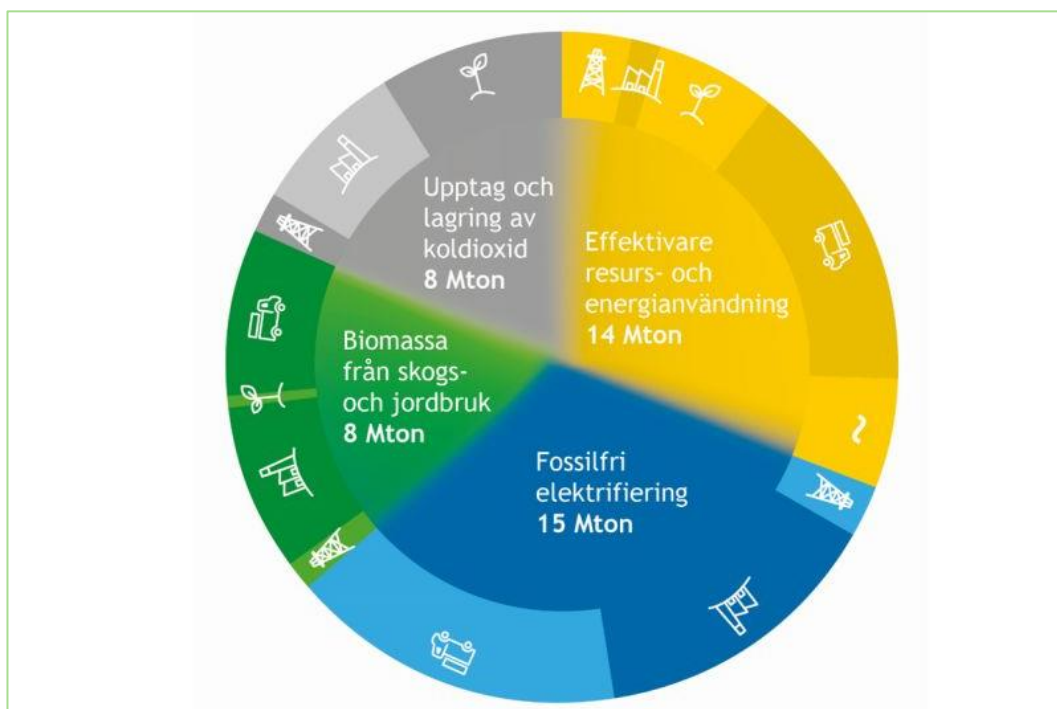 Upptag och
lagring av
koldioxid
8 Mton
Effektivare
resurs- och
energianvändning
14 Mton
Biomassa
från skogs-
och jordbruk
8 Mton
Fossilfri
elektrifiering
15 Mton